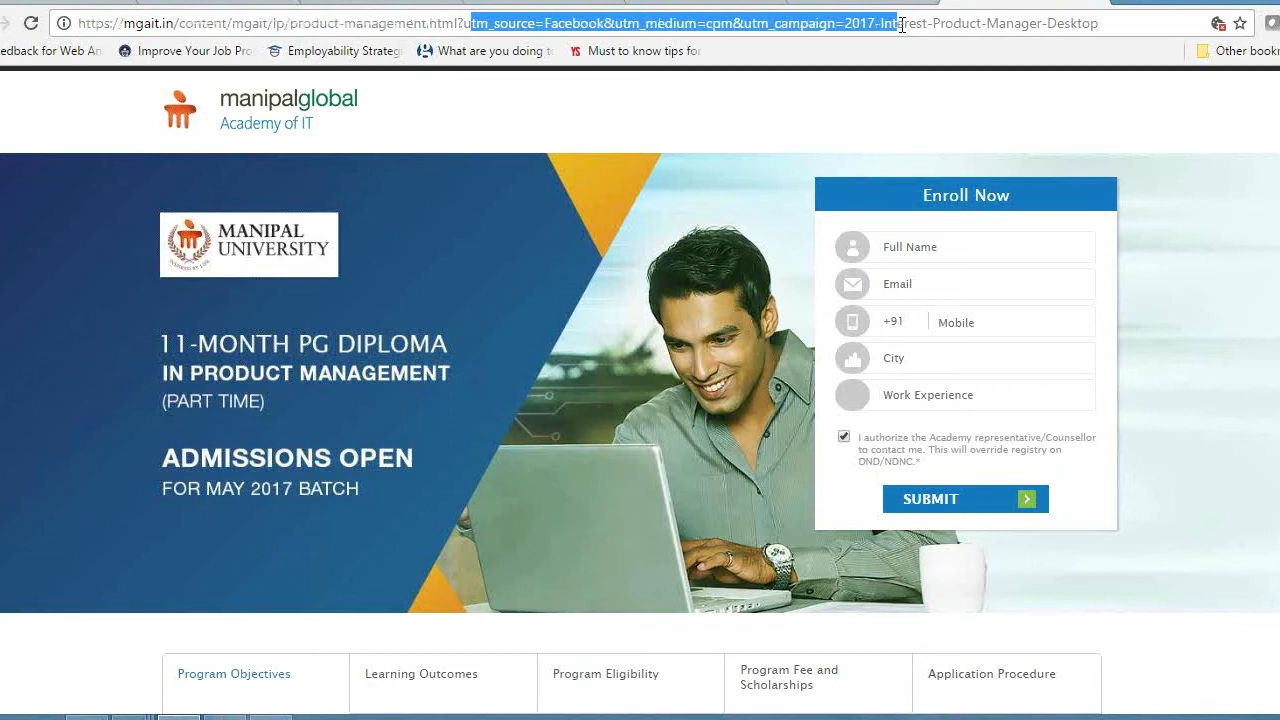 https://mgait.in/content/mgait/lp/product-management.html?utm_source=Facebook&utm_medium=cpm&utm_campaign=2017-Interest-Product-Manager-Desktop
edback for Web An
Improve Your Job Pro
Employability Strateg
What are you doing t
Must to know tips for
Other book
manipalglobal
Academy of IT
MANIPAL
UNIVERSITY
INSPIRED BY LIFE
11-MONTH PG DIPLOMA
IN PRODUCT MANAGEMENT
(PART TIME)
ADMISSIONS OPEN
FOR MAY 2017 BATCH
Enroll Now
Full Name
Email
+91 Mobile
City
Work Experience
I authorize the Academy representative/Counsellor
to contact me. This will override registry on
DND/NDNC.*
SUBMIT
Program Objectives
Learning Outcomes
Program Eligibility
Program Fee and
Scholarships
Application Procedure